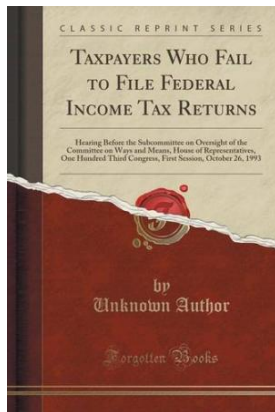 CLASSIC REPRINT SERIES
TAXPAYERS WHO FAIL
TO FILE FEDERAL
INCOME TAX RETURNS
Hearing Before the Subcommittee on Oversight of the
Committee on Ways and Means, House of Representatives,
One Hundred Third Congress, First Session, October 26, 1993
by
Unknown Author
Forgotten Books